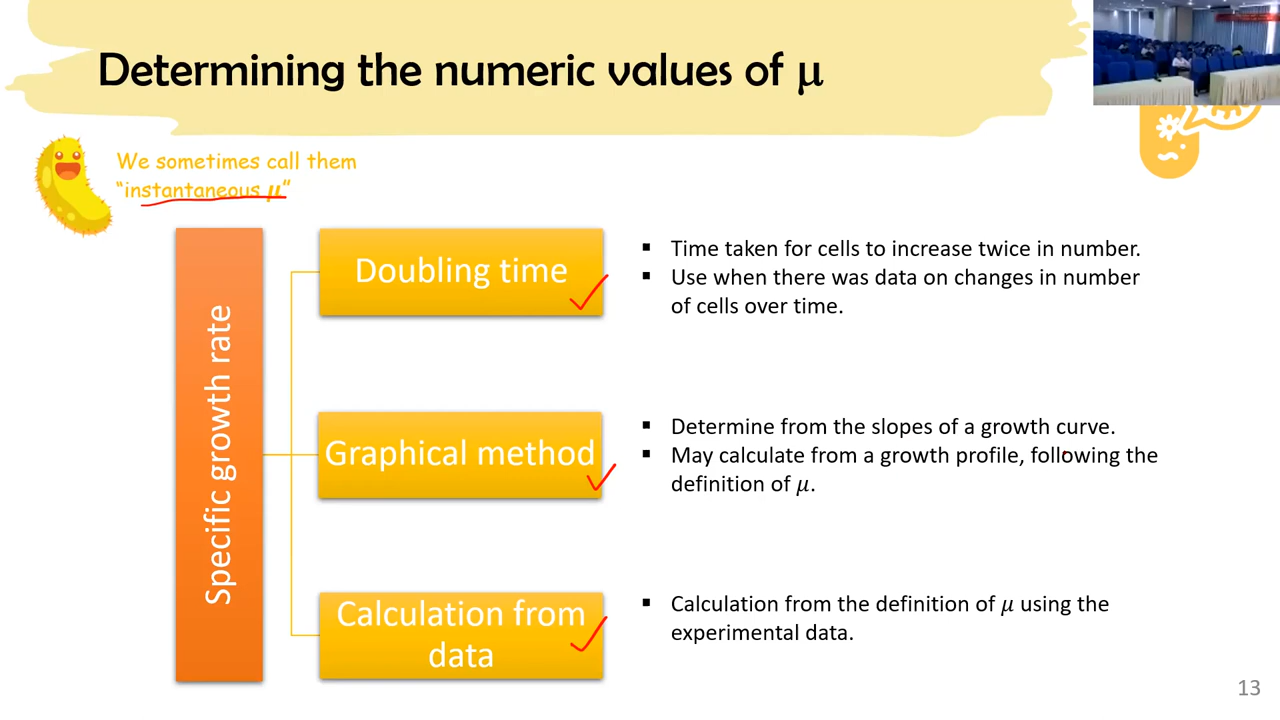 Determining the numeric values of μ
We sometimes call them
“instantaneous μ”
Specific growth rate
Doubling time
▪ Time taken for cells to increase twice in number.
▪ Use when there was data on changes in number
of cells over time.
Graphical method
▪ Determine from the slopes of a growth curve.
▪ May calculate from a growth profile, following the
definition of μ.
Calculation from
data
▪ Calculation from the definition of μ using the
experimental data.
13